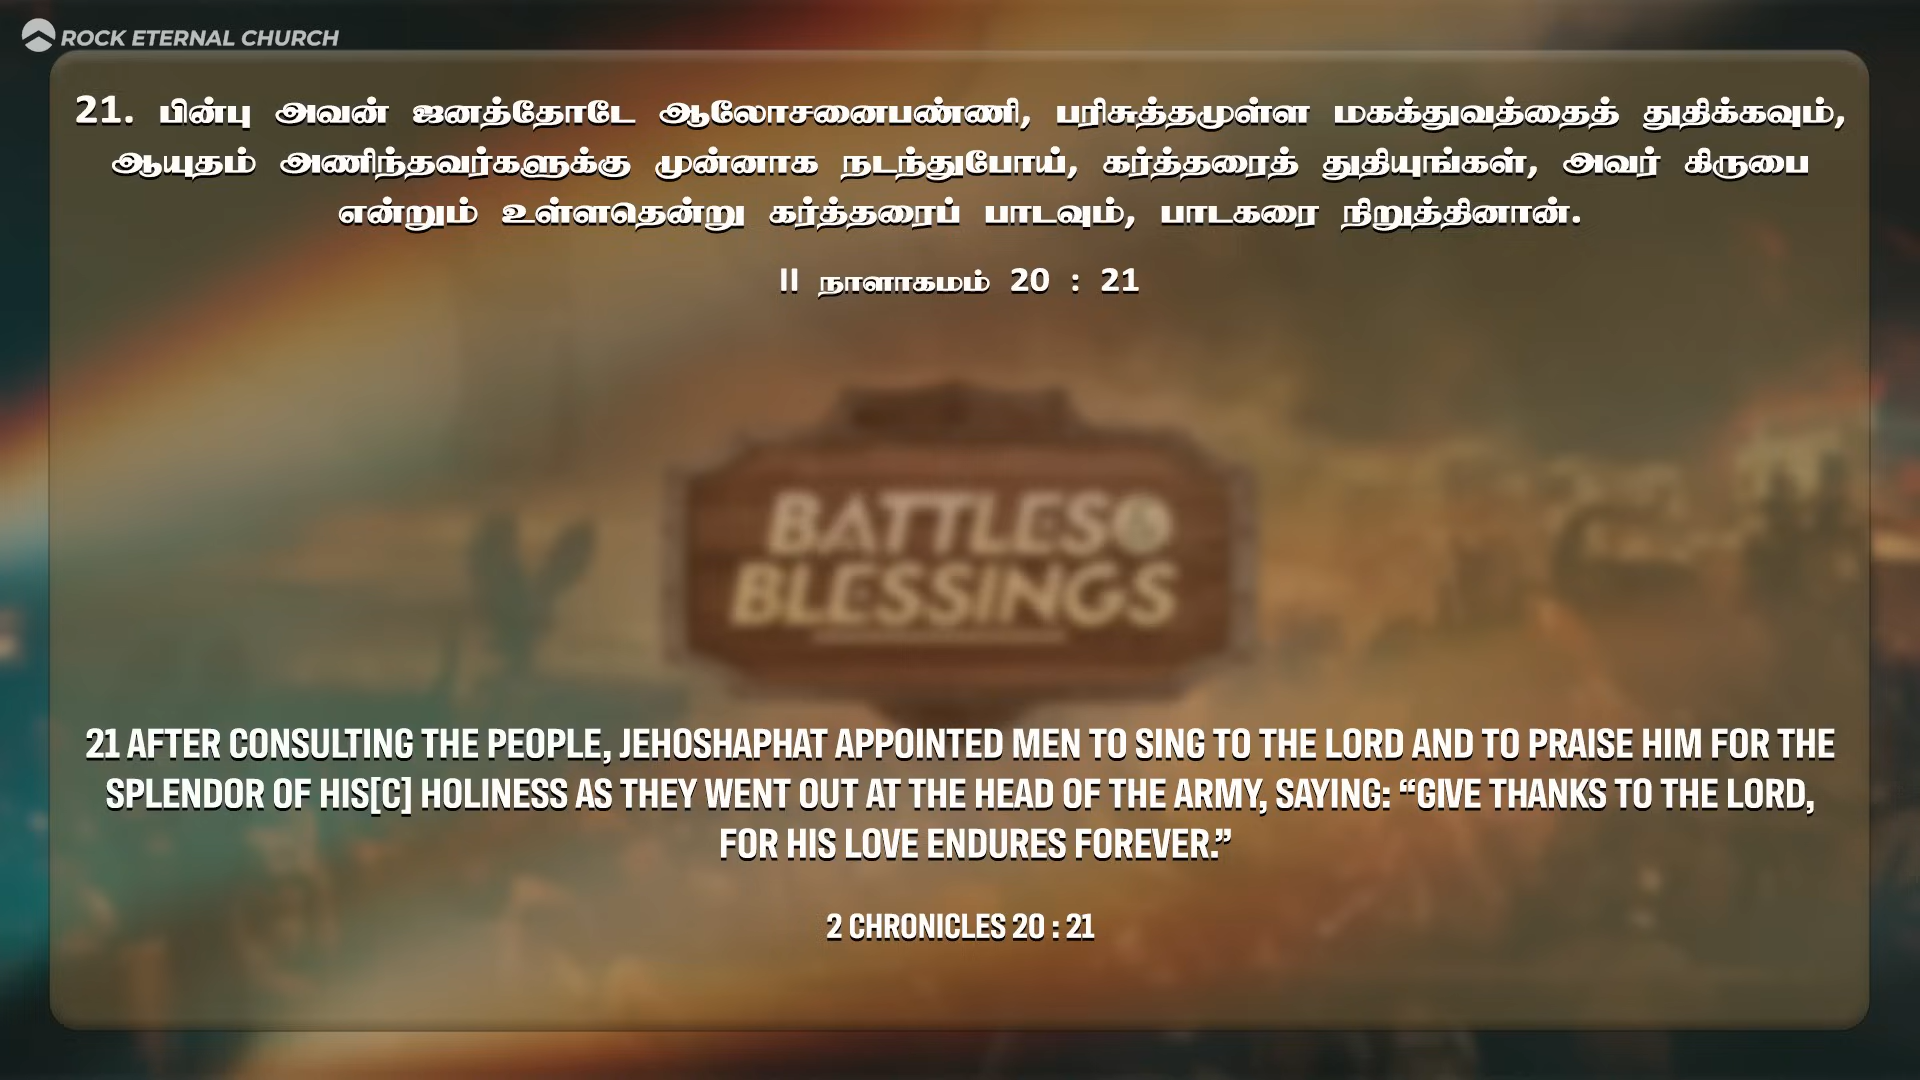 ROCK ETERNAL CHURCH
21. பின்பு அவன் ஜனத்தோடே ஆலோசனைபண்ணி, பரிசுத்தமுள்ள மகக்துவத்தைத் துதிக்கவும்,
ஆயுதம் அணிந்தவர்களுக்கு முன்னாக நடந்துபோய், கர்த்தரைத் துதியுங்கள், அவர் கிருபை
என்றும் உள்ளதென்று கர்த்தரைப் பாடவும், பாடகரை நிறுத்தினான்.
II நாளாகமம் 20 : 21
BATTLES &
BLESSINGS
21 AFTER CONSULTING THE PEOPLE, JEHOSHAPHAT APPOINTED MEN TO SING TO THE LORD AND TO PRAISE HIM FOR THE
SPLENDOR OF HIS[C] HOLINESS AS THEY WENT OUT AT THE HEAD OF THE ARMY, SAYING: “GIVE THANKS TO THE LORD,
FOR HIS LOVE ENDURES FOREVER.”
2 CHRONICLES 20 : 21